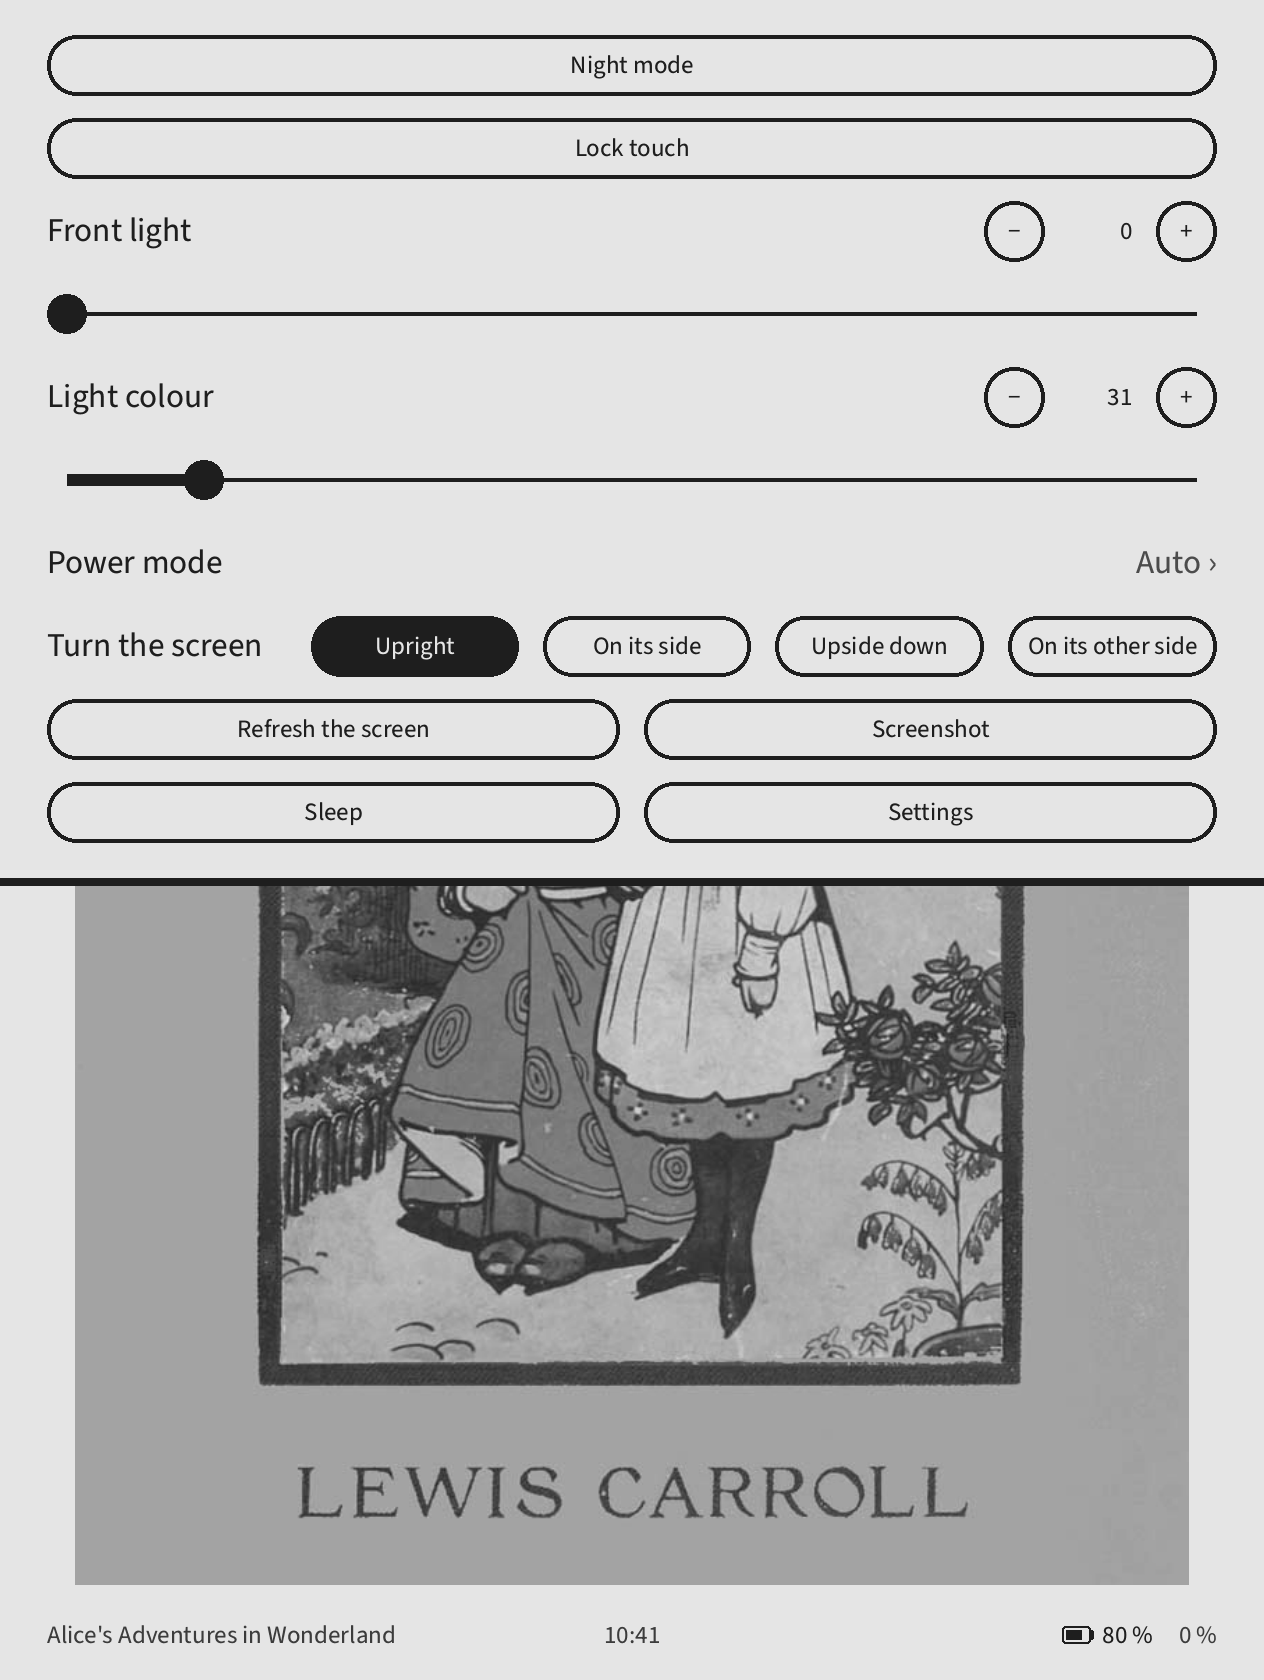 Night mode
Lock touch
Front light − 0 +
Light colour − 31 +
Power mode Auto ›
Turn the screen Upright On its side Upside down On its other side
Refresh the screen Screenshot
Sleep Settings
LEWIS CARROLL
Alice's Adventures in Wonderland 10:41 80 % 0 %